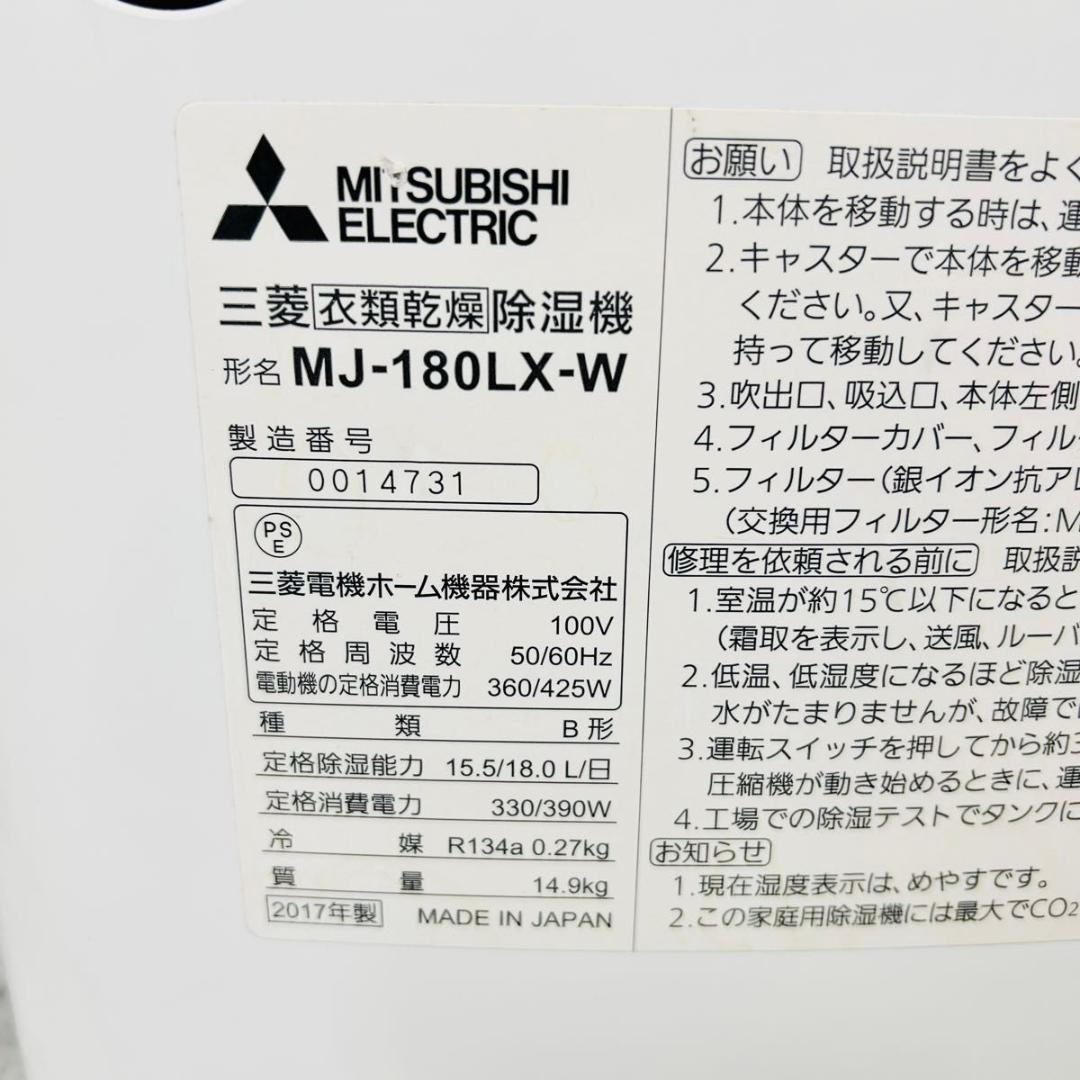 MITSUBISHI
ELECTRIC
三菱衣類乾燥除湿機
形名 MJ-180LX-W
製造番号
0014731
PS
E
三菱電機ホーム機器株式会社
定格電圧 100V
定格周波数 50/60Hz
電動機の定格消費電力 360/425W
種類 B形
定格除湿能力 15.5/18.0 L/日
定格消費電力 330/390W
冷媒 R134a 0.27kg
質量 14.9kg
2017年製 MADE IN JAPAN
お願い 取扱説明書をよく
1.本体を移動する時は、運
2.キャスターで本体を移動
ください。又、キャスター
持って移動してください。
3.吹出口、吸込口、本体左側
4.フィルターカバー、フィル
5.フィルター(銀イオン抗アレ
(交換用フィルター形名:M
修理を依頼される前に 取扱説
1.室温が約15℃以下になると
(霜取を表示し、送風、ルーバ
2.低温、低湿度になるほど除湿
水がたまりませんが、故障では
3.運転スイッチを押してから約3
圧縮機が動き始めるときに、運
4.工場での除湿テストでタンクに
お知らせ
1.現在湿度表示は、めやすです。
2.この家庭用除湿機には最大でCO2